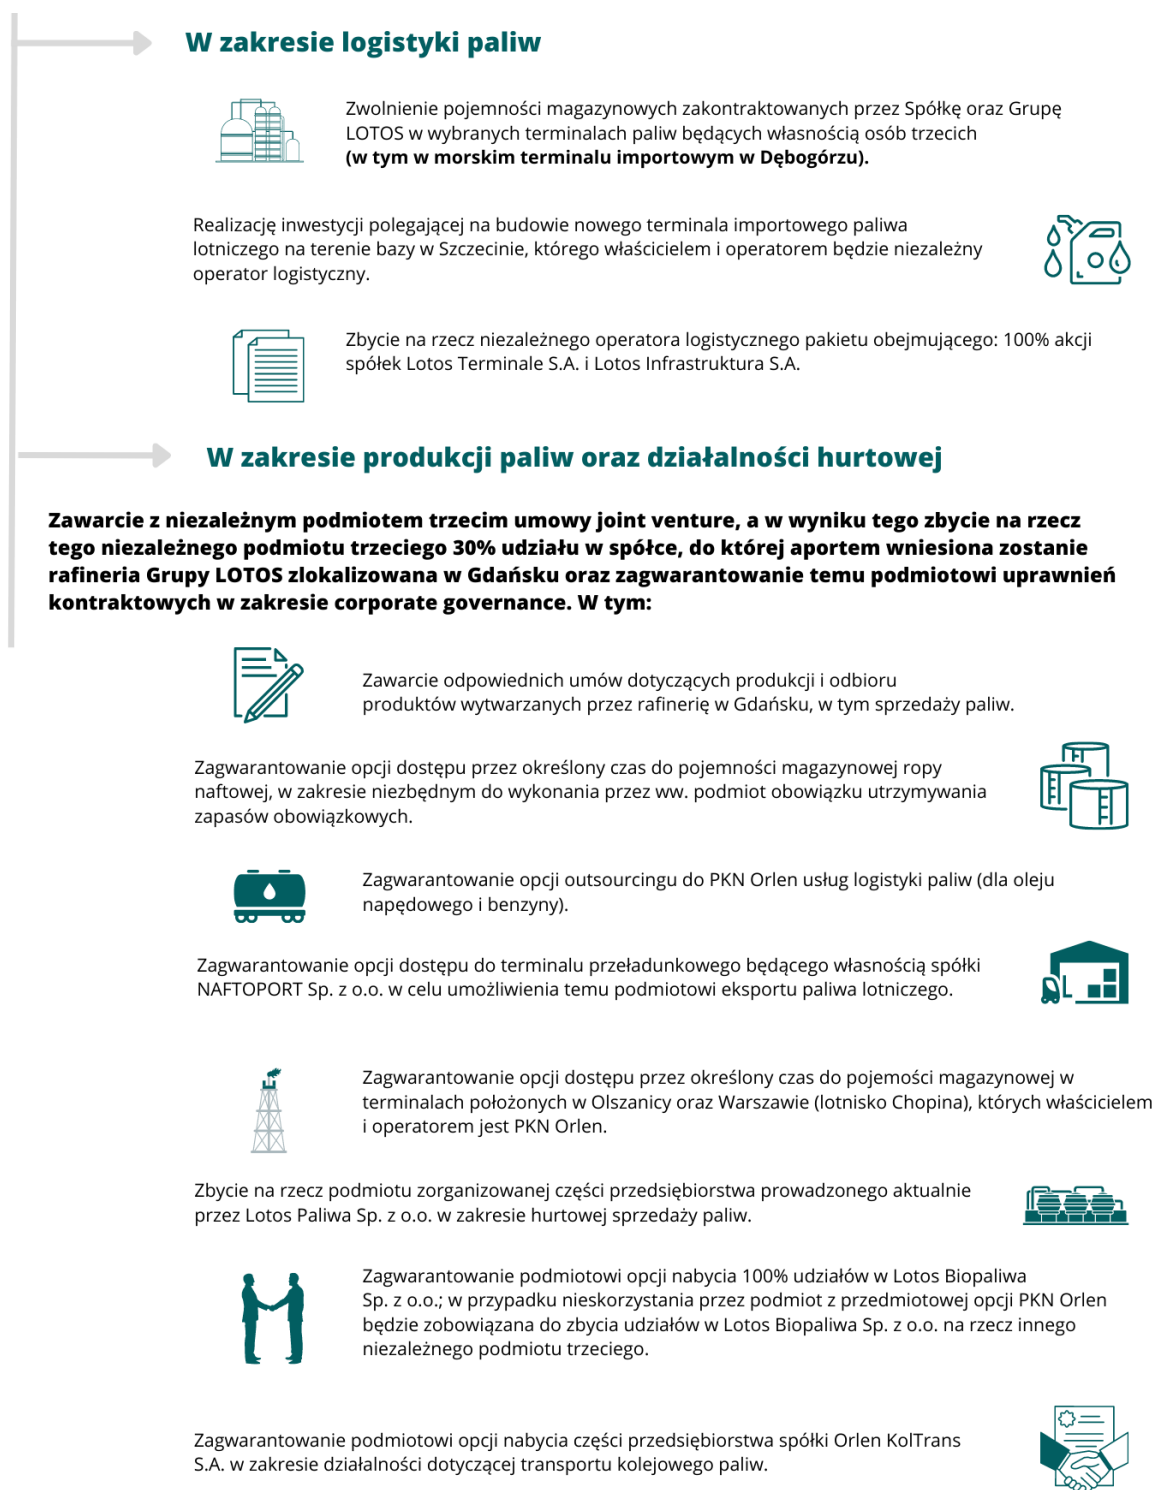 W zakresie logistyki paliw
Zwolnienie pojemności magazynowych zakontraktowanych przez Spółkę oraz Grupę
LOTOS w wybranych terminalach paliw będących własnością osób trzecich
(w tym w morskim terminalu importowym w Dębogórzu).
Realizację inwestycji polegającej na budowie nowego terminala importowego paliwa
lotniczego na terenie bazy w Szczecinie, którego właścicielem i operatorem będzie niezależny
operator logistyczny.
Zbycie na rzecz niezależnego operatora logistycznego pakietu obejmującego: 100% akcji
spółek Lotos Terminale S.A. i Lotos Infrastruktura S.A.
W zakresie produkcji paliw oraz działalności hurtowej
Zawarcie z niezależnym podmiotem trzecim umowy joint venture, a w wyniku tego zbycie na rzecz
tego niezależnego podmiotu trzeciego 30% udziału w spółce, do której aportem wniesiona zostanie
rafineria Grupy LOTOS zlokalizowana w Gdańsku oraz zagwarantowanie temu podmiotowi uprawnień
kontraktowych w zakresie corporate governance. W tym:
Zawarcie odpowiednich umów dotyczących produkcji i odbioru
produktów wytwarzanych przez rafinerię w Gdańsku, w tym sprzedaży paliw.
Zagwarantowanie opcji dostępu przez określony czas do pojemności magazynowej ropy
naftowej, w zakresie niezbędnym do wykonania przez ww. podmiot obowiązku utrzymywania
zapasów obowiązkowych.
Zagwarantowanie opcji outsourcingu do PKN Orlen usług logistyki paliw (dla oleju
napędowego i benzyny).
Zagwarantowanie opcji dostępu do terminalu przeładunkowego będącego własnością spółki
NAFTOPORT Sp. z o.o. w celu umożliwienia temu podmiotowi eksportu paliwa lotniczego.
Zagwarantowanie opcji dostępu przez określony czas do pojemości magazynowej w
terminalach położonych w Olszanicy oraz Warszawie (lotnisko Chopina), których właścicielem
i operatorem jest PKN Orlen.
Zbycie na rzecz podmiotu zorganizowanej części przedsiębiorstwa prowadzonego aktualnie
przez Lotos Paliwa Sp. z o.o. w zakresie hurtowej sprzedaży paliw.
Zagwarantowanie podmiotowi opcji nabycia 100% udziałów w Lotos Biopaliwa
Sp. z o.o.; w przypadku nieskorzystania przez podmiot z przedmiotowej opcji PKN Orlen
będzie zobowiązana do zbycia udziałów w Lotos Biopaliwa Sp. z o.o. na rzecz innego
niezależnego podmiotu trzeciego.
Zagwarantowanie podmiotowi opcji nabycia części przedsiębiorstwa spółki Orlen KolTrans
S.A. w zakresie działalności dotyczącej transportu kolejowego paliw.